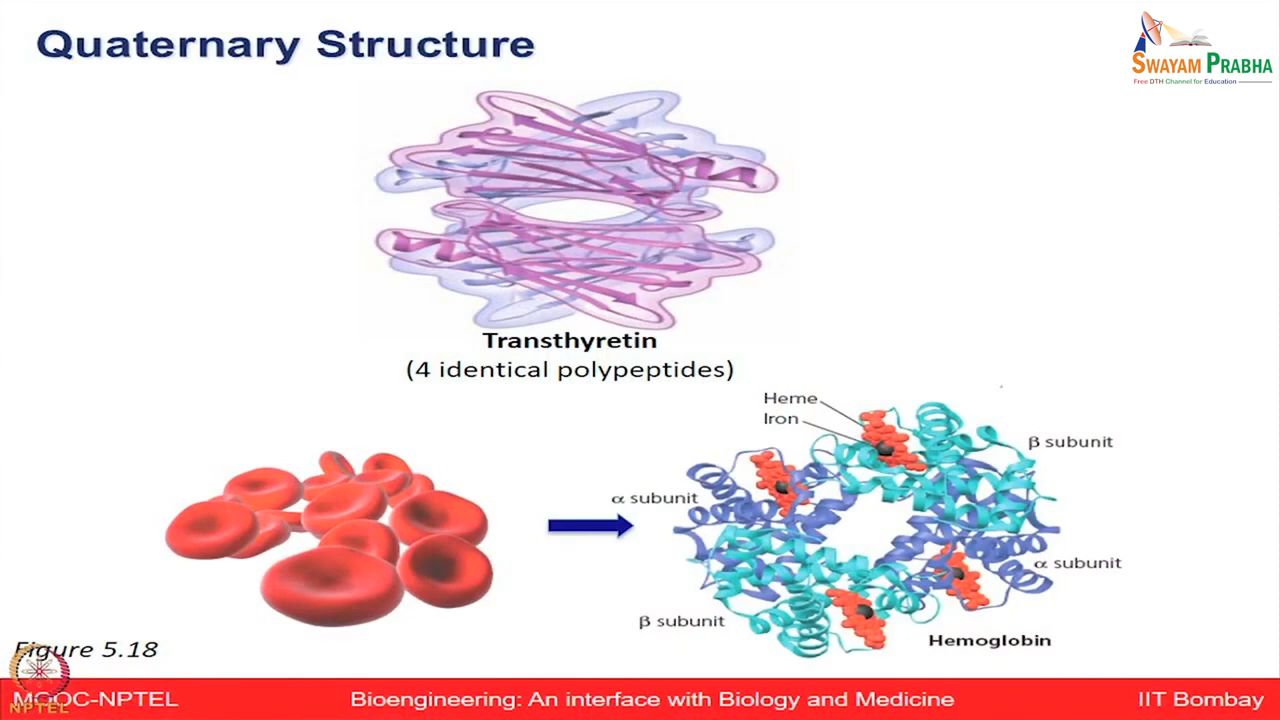 Quaternary Structure
SWAYAM PRABHA
Free DTH Channel for Education
Transthyretin
(4 identical polypeptides)
Heme
Iron
β subunit
α subunit
α subunit
β subunit
Hemoglobin
Figure 5.18
MOOC-NPTEL
NPTEL
Bioengineering: An interface with Biology and Medicine
IIT Bombay